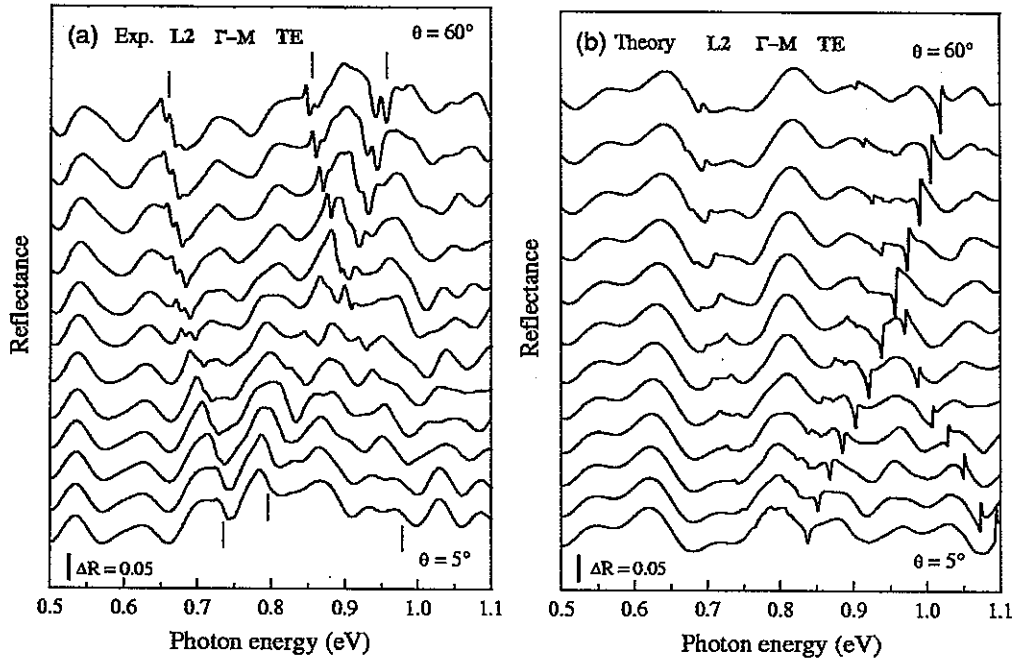 (a) Exp. L2 Γ–M TE θ = 60°
Reflectance
ΔR = 0.05
θ = 5°
0.5 0.6 0.7 0.8 0.9 1.0 1.1
Photon energy (eV)
(b) Theory L2 Γ–M TE θ = 60°
Reflectance
ΔR = 0.05
θ = 5°
0.5 0.6 0.7 0.8 0.9 1.0 1.1
Photon energy (eV)